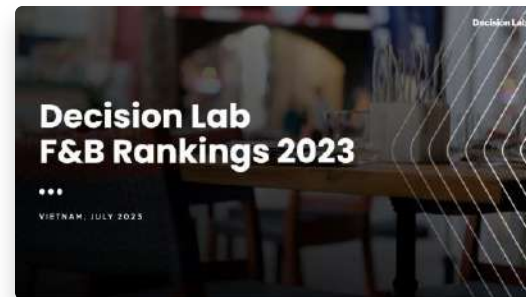 Decision Lab
Decision Lab
F&B Rankings 2023
VIETNAM, JULY 2023